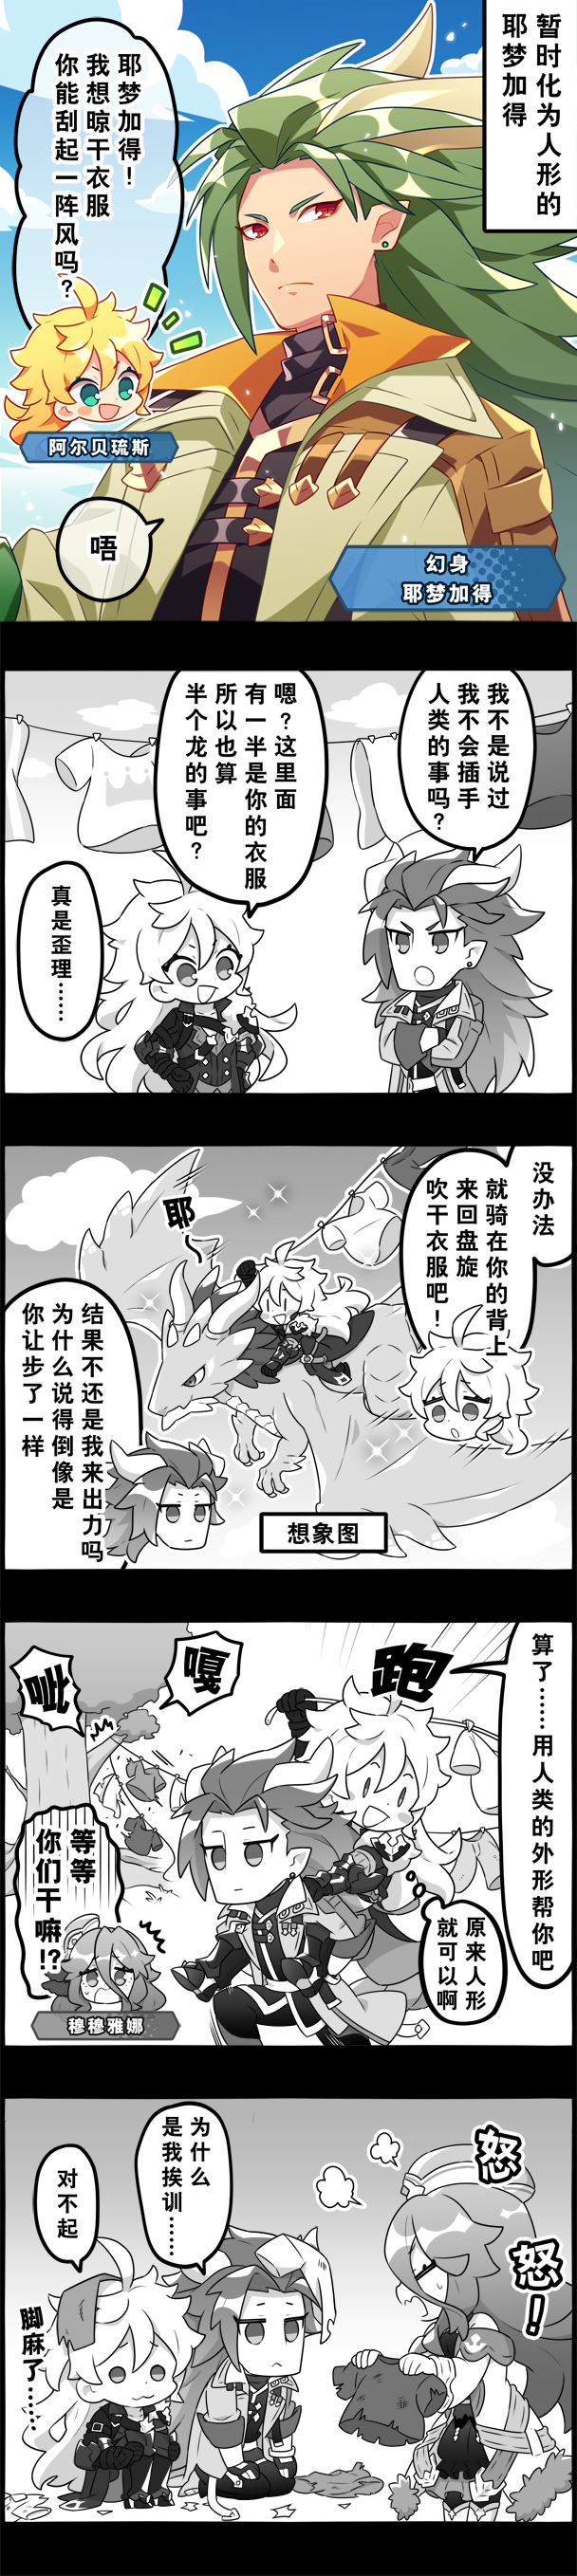 暂时化为人形的
耶梦加得
耶梦加得！
我想晾干衣服
你能刮起一阵风吗？
阿尔贝琉斯
唔
幻身
耶梦加得
我不是说过
我不会插手
人类的事吗？
嗯？这里面
有一半是你的衣服
所以也算
半个龙的事吧？
真是歪理……
没办法
就骑在你的背上
来回盘旋
吹干衣服吧！
耶～
结果不还是我来出力吗
为什么说得倒像是
你让步了一样
想象图
算了……用人类的外形帮你吧
跑
原来人形
就可以啊
嘎
呲
等等
你们干嘛!?
穆穆雅娜
怒
怒！
为什么
是我挨训……
对不起
脚麻了……